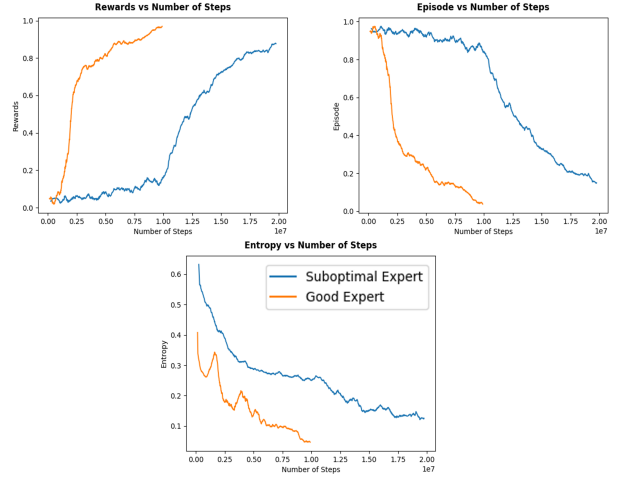 Rewards vs Number of Steps
Rewards
1.0
0.8
0.6
0.4
0.2
0.0
0.00 0.25 0.50 0.75 1.00 1.25 1.50 1.75 2.00
Number of Steps
1e7
Episode vs Number of Steps
Episode
1.0
0.8
0.6
0.4
0.2
0.0
0.00 0.25 0.50 0.75 1.00 1.25 1.50 1.75 2.00
Number of Steps
1e7
Entropy vs Number of Steps
Entropy
0.6
0.5
0.4
0.3
0.2
0.1
Suboptimal Expert
Good Expert
0.00 0.25 0.50 0.75 1.00 1.25 1.50 1.75 2.00
Number of Steps
1e7